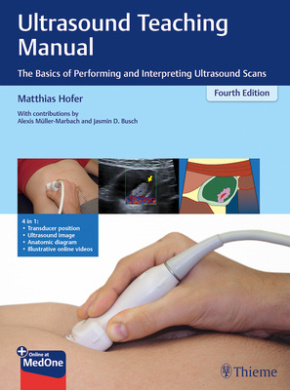 Ultrasound Teaching
Manual
The Basics of Performing and Interpreting Ultrasound Scans
Matthias Hofer
Fourth Edition
With contributions by
Alexis Müller-Marbach and Jasmin D. Busch
4 in 1:
• Transducer position
• Ultrasound image
• Anatomic diagram
• Illustrative online videos
+ Online at
MedOne
Thieme